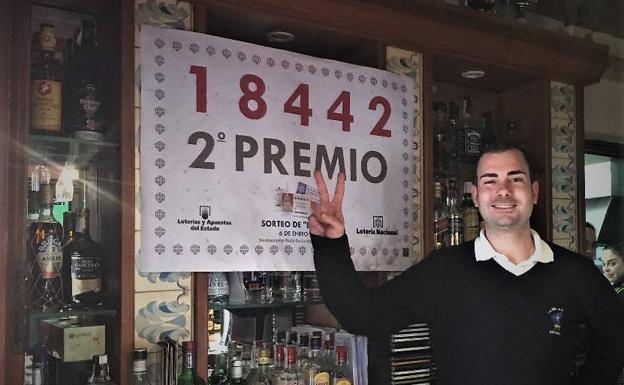 18442
2º PREMIO
Loterías y Apuestas
del Estado
SORTEO DE "E
6 DE ENERO
Lotería Nacional